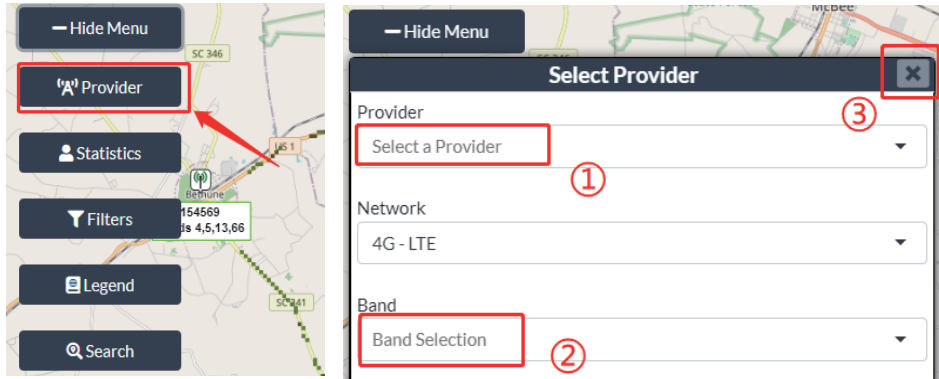 Hide Menu
SC 346
Provider
US 1
Statistics
Bethune
154569
ds 4,5,13,66
Filters
Legend
SC 341
Search
McBee
Hide Menu
Select Provider
Provider
③
Select a Provider
①
Network
4G - LTE
Band
Band Selection
②